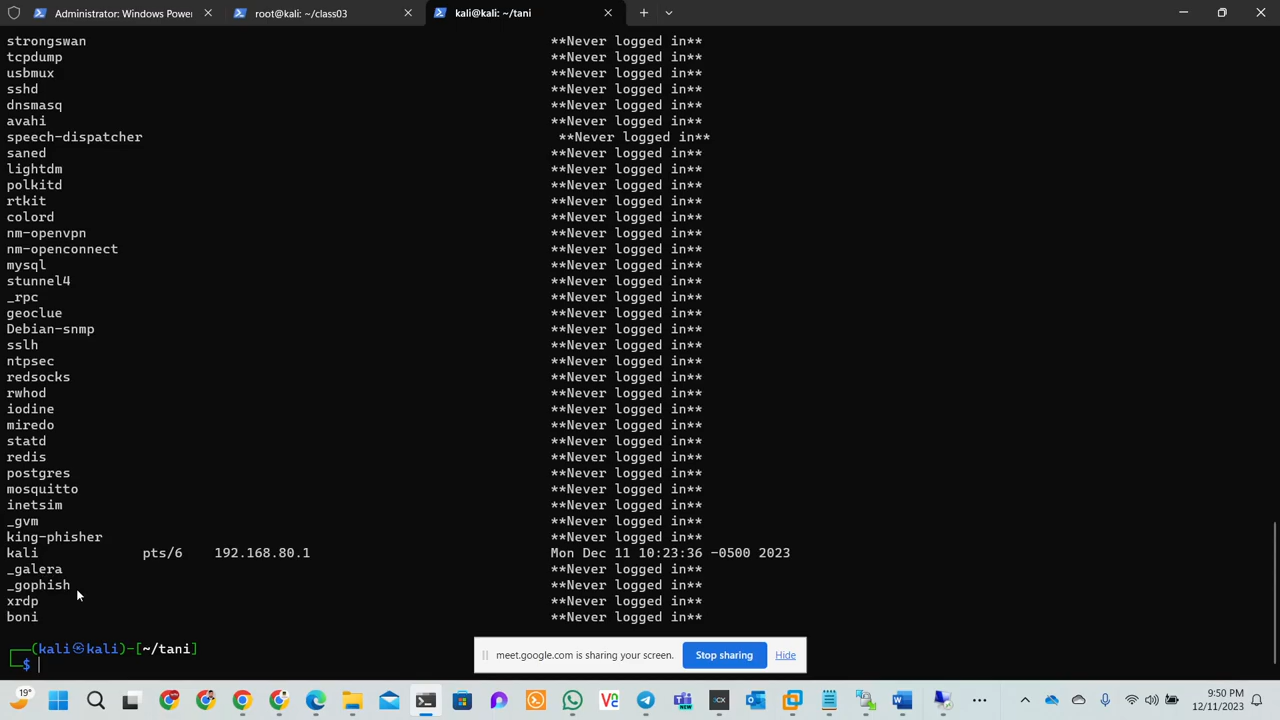 Administrator: Windows Power
root@kali: ~/class03
kali@kali: ~/tani
strongswan **Never logged in**
tcpdump **Never logged in**
usbmux **Never logged in**
sshd **Never logged in**
dnsmasq **Never logged in**
avahi **Never logged in**
speech-dispatcher **Never logged in**
saned **Never logged in**
lightdm **Never logged in**
polkitd **Never logged in**
rtkit **Never logged in**
colord **Never logged in**
nm-openvpn **Never logged in**
nm-openconnect **Never logged in**
mysql **Never logged in**
stunnel4 **Never logged in**
_rpc **Never logged in**
geoclue **Never logged in**
Debian-snmp **Never logged in**
sslh **Never logged in**
ntpsec **Never logged in**
redsocks **Never logged in**
rwhod **Never logged in**
iodine **Never logged in**
miredo **Never logged in**
statd **Never logged in**
redis **Never logged in**
postgres **Never logged in**
mosquitto **Never logged in**
inetsim **Never logged in**
_gvm **Never logged in**
king-phisher **Never logged in**
kali pts/6 192.168.80.1 Mon Dec 11 10:23:36 -0500 2023
_galera **Never logged in**
_gophish **Never logged in**
xrdp **Never logged in**
boni **Never logged in**
(kali㉿kali)-[~/tani]
$
meet.google.com is sharing your screen. Stop sharing Hide
19°
9:50 PM
12/11/2023